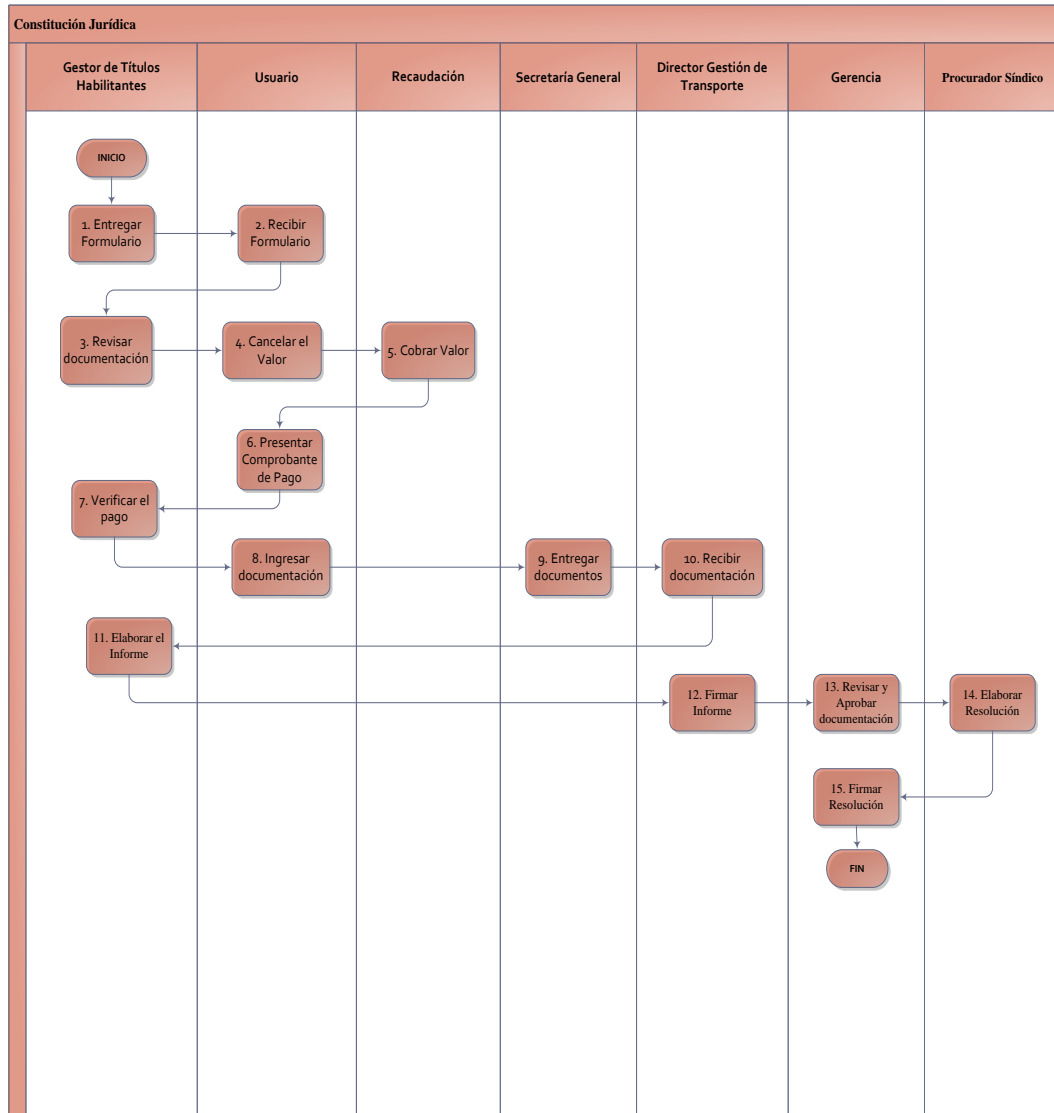 Constitución Jurídica
Gestor de Títulos
Habilitantes
Usuario
Recaudación
Secretaría General
Director Gestión de
Transporte
Gerencia
Procurador Síndico
INICIO
1. Entregar
Formulario
2. Recibir
Formulario
3. Revisar
documentación
4. Cancelar el
Valor
5. Cobrar Valor
6. Presentar
Comprobante
de Pago
7. Verificar el
pago
8. Ingresar
documentación
9. Entregar
documentos
10. Recibir
documentación
11. Elaborar el
Informe
12. Firmar
Informe
13. Revisar y
Aprobar
documentación
14. Elaborar
Resolución
15. Firmar
Resolución
FIN